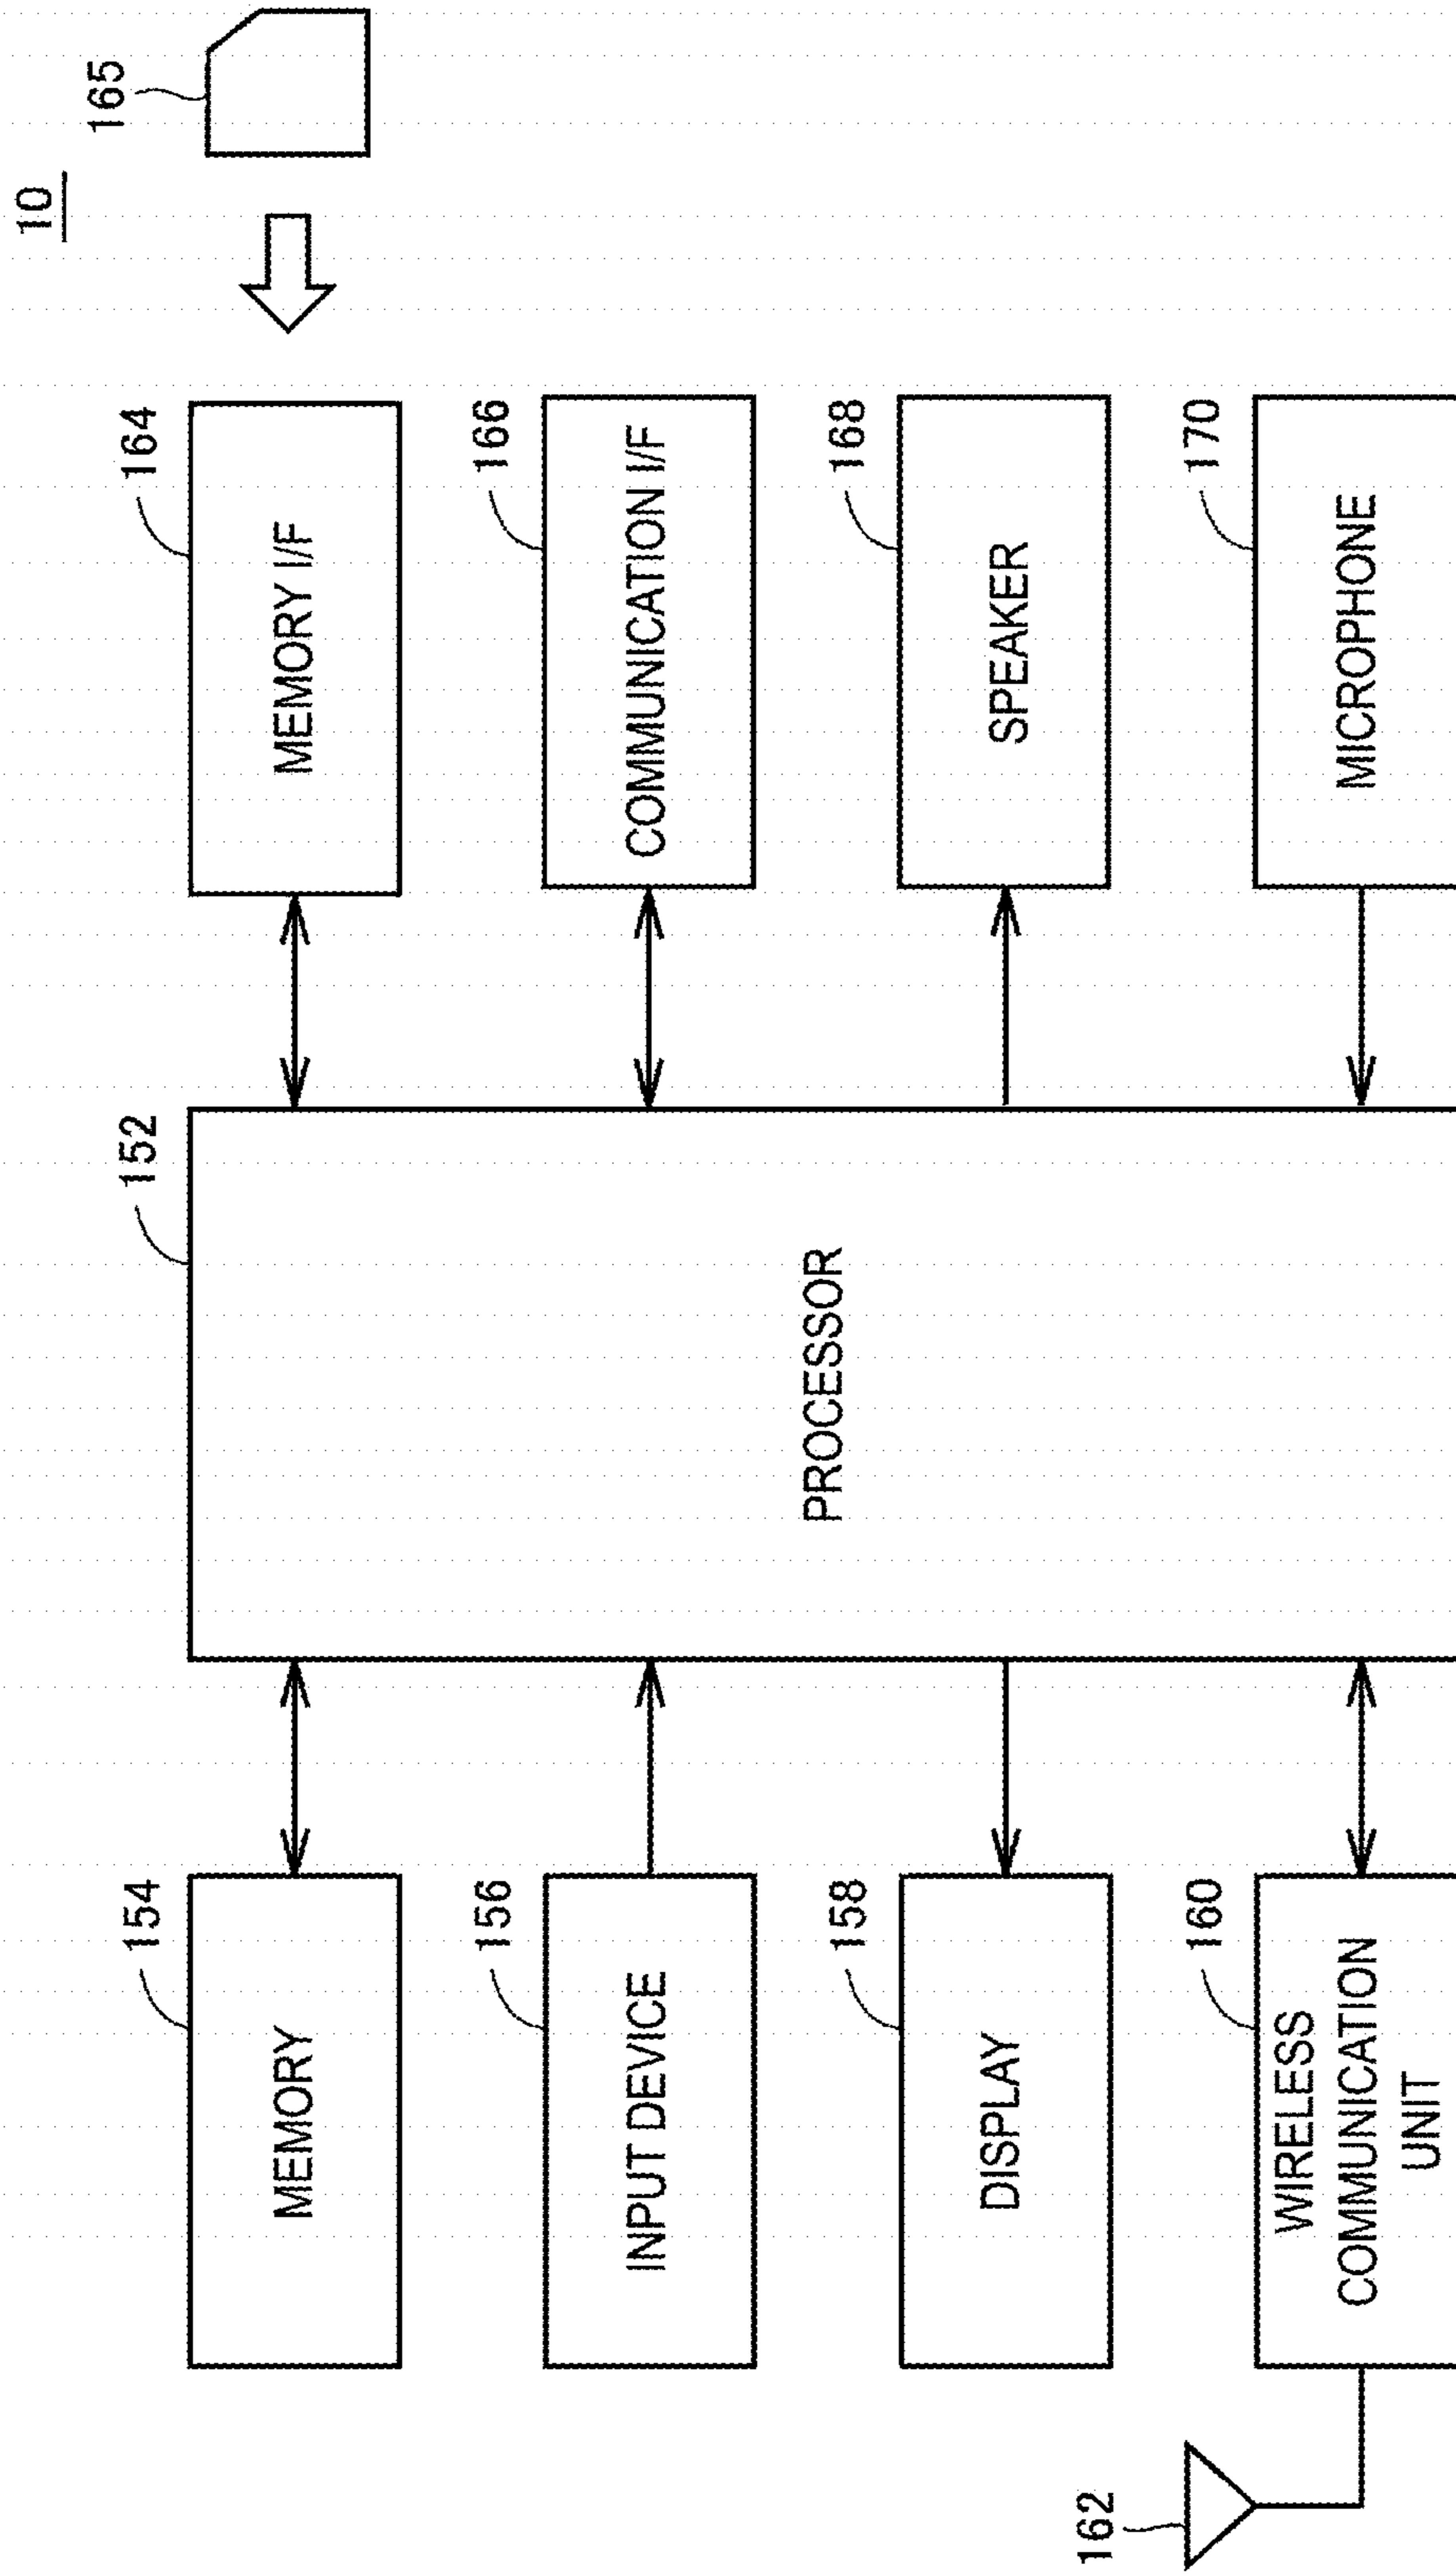 10
165
152
154
MEMORY
164
MEMORY I/F
156
INPUT DEVICE
PROCESSOR
166
COMMUNICATION I/F
158
DISPLAY
168
SPEAKER
162
160
WIRELESS
COMMUNICATION
UNIT
170
MICROPHONE